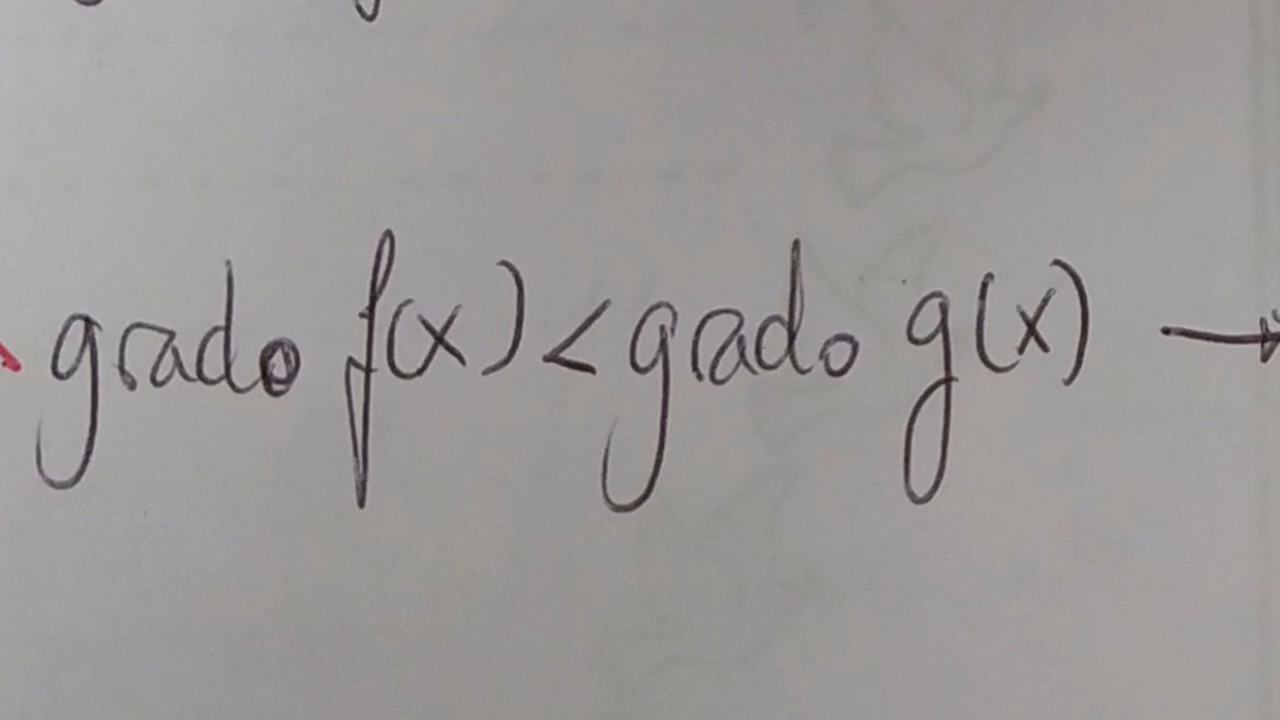 grado f(x) < grado g(x) →